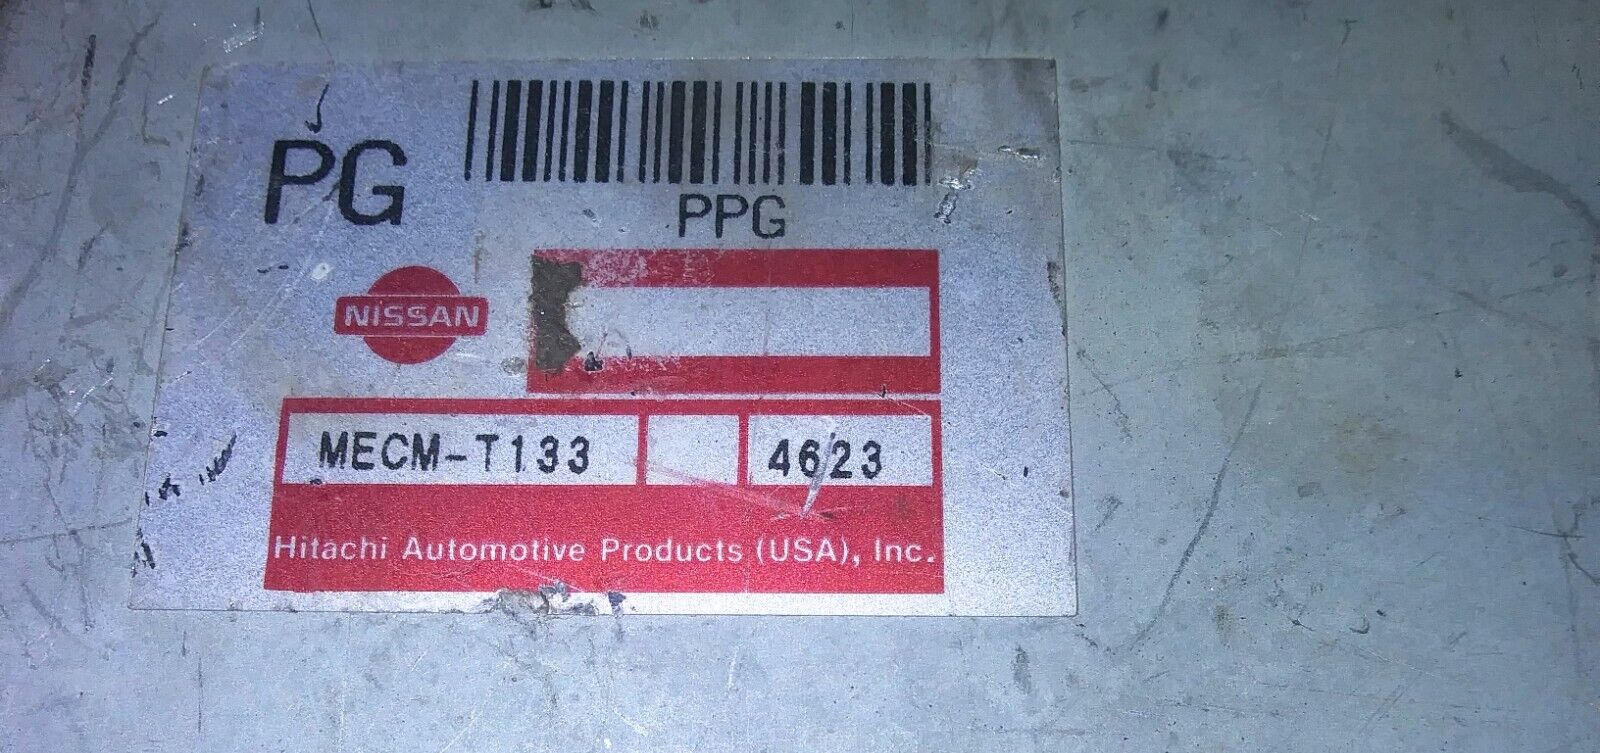 PG
PPG
NISSAN
MECM-T133 4623
Hitachi Automotive Products (USA), Inc.